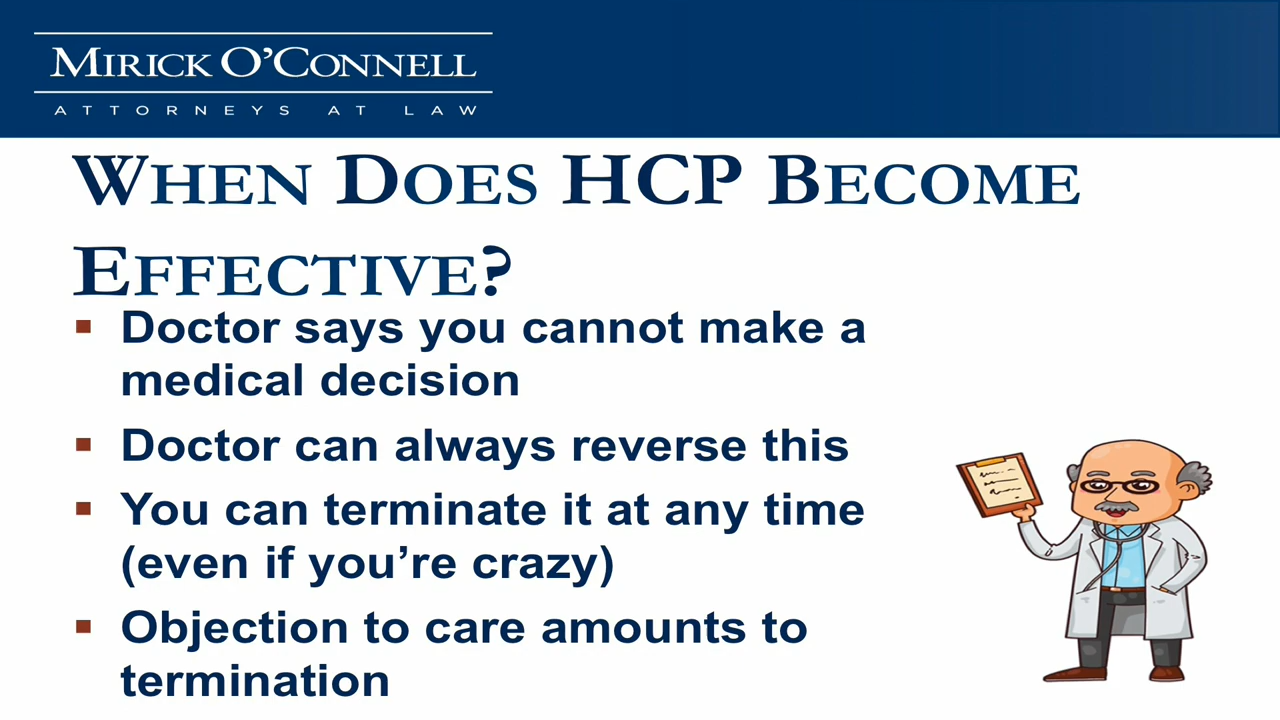 MIRICK O’CONNELL
ATTORNEYS AT LAW
WHEN DOES HCP BECOME
EFFECTIVE?
▪ Doctor says you cannot make a
medical decision
▪ Doctor can always reverse this
▪ You can terminate it at any time
(even if you’re crazy)
▪ Objection to care amounts to
termination